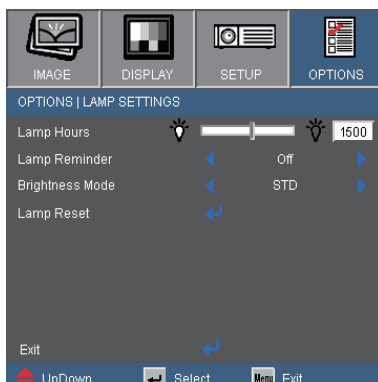 IMAGE DISPLAY SETUP OPTIONS
OPTIONS | LAMP SETTINGS
Lamp Hours 1500
Lamp Reminder Off
Brightness Mode STD
Lamp Reset
Exit
UpDown Select Menu Exit